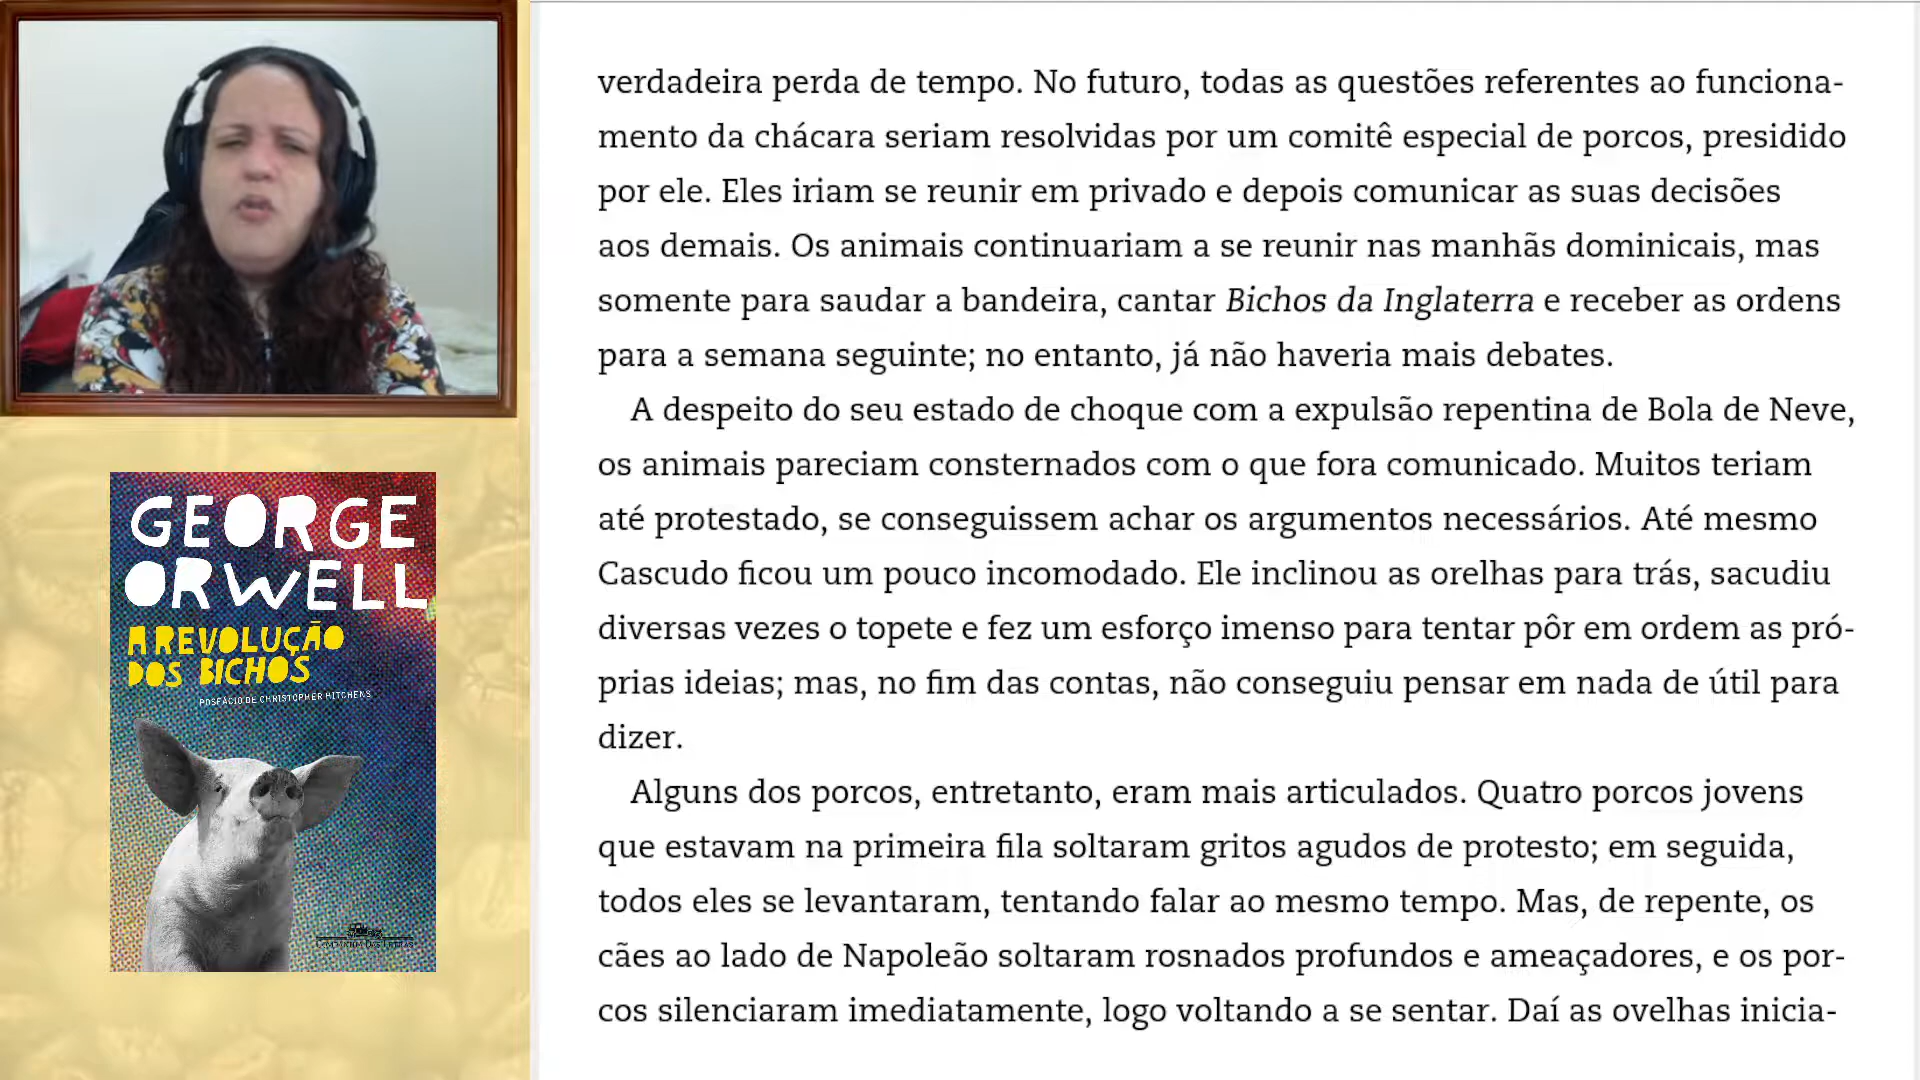 GEORGE
ORWELL
A REVOLUÇÃO
DOS BICHOS
POSFÁCIO DE CHRISTOPHER HITCHENS
COMPANHIA DAS LETRAS
verdadeira perda de tempo. No futuro, todas as questões referentes ao funciona-
mento da chácara seriam resolvidas por um comitê especial de porcos, presidido
por ele. Eles iriam se reunir em privado e depois comunicar as suas decisões
aos demais. Os animais continuariam a se reunir nas manhãs dominicais, mas
somente para saudar a bandeira, cantar Bichos da Inglaterra e receber as ordens
para a semana seguinte; no entanto, já não haveria mais debates.
A despeito do seu estado de choque com a expulsão repentina de Bola de Neve,
os animais pareciam consternados com o que fora comunicado. Muitos teriam
até protestado, se conseguissem achar os argumentos necessários. Até mesmo
Cascudo ficou um pouco incomodado. Ele inclinou as orelhas para trás, sacudiu
diversas vezes o topete e fez um esforço imenso para tentar pôr em ordem as pró-
prias ideias; mas, no fim das contas, não conseguiu pensar em nada de útil para
dizer.
Alguns dos porcos, entretanto, eram mais articulados. Quatro porcos jovens
que estavam na primeira fila soltaram gritos agudos de protesto; em seguida,
todos eles se levantaram, tentando falar ao mesmo tempo. Mas, de repente, os
cães ao lado de Napoleão soltaram rosnados profundos e ameaçadores, e os por-
cos silenciaram imediatamente, logo voltando a se sentar. Daí as ovelhas inicia-